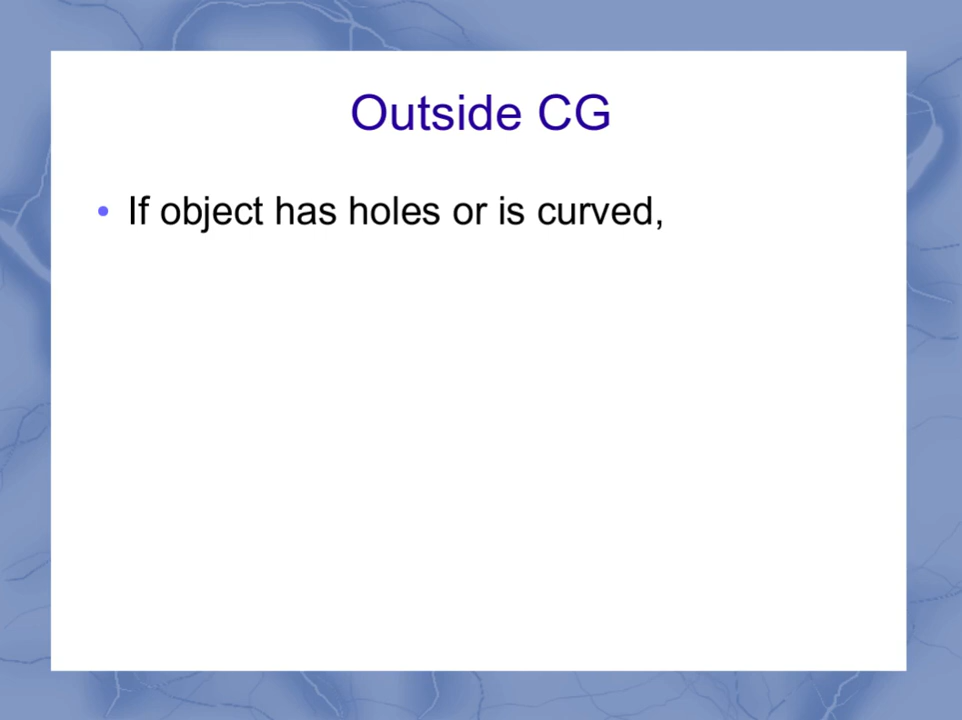 Outside CG
• If object has holes or is curved,